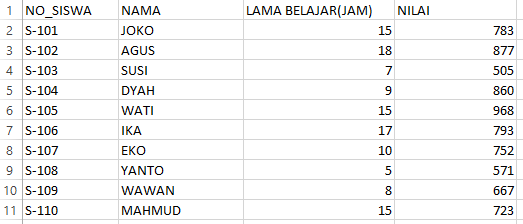 1 NO_SISWA NAMA LAMA BELAJAR(JAM) NILAI
2 S-101 JOKO 15 783
3 S-102 AGUS 18 877
4 S-103 SUSI 7 505
5 S-104 DYAH 9 860
6 S-105 WATI 15 968
7 S-106 IKA 17 793
8 S-107 EKO 10 752
9 S-108 YANTO 5 571
10 S-109 WAWAN 8 667
11 S-110 MAHMUD 15 723